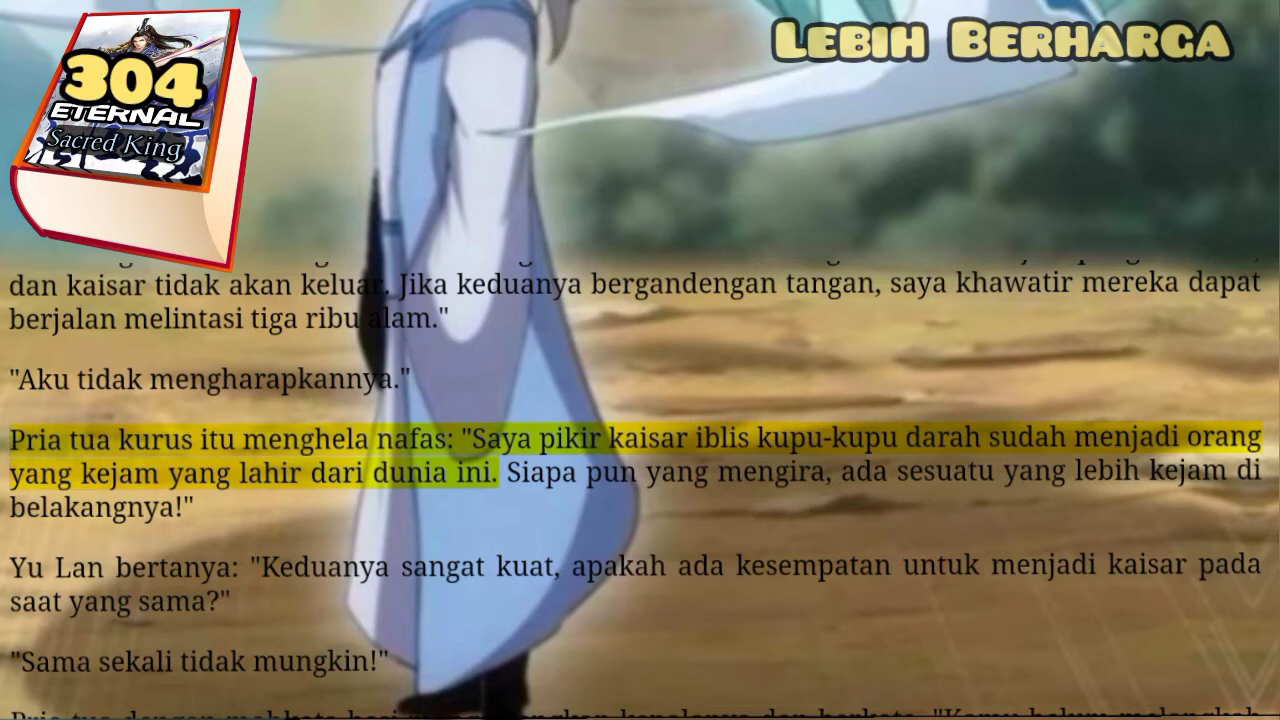 LEBIH BERHARGA
304
ETERNAL
Sacred King
dan kaisar tidak akan keluar. Jika keduanya bergandengan tangan, saya khawatir mereka dapat
berjalan melintasi tiga ribu alam."
"Aku tidak mengharapkannya."
Pria tua kurus itu menghela nafas: "Saya pikir kaisar iblis kupu-kupu darah sudah menjadi orang
yang kejam yang lahir dari dunia ini. Siapa pun yang mengira, ada sesuatu yang lebih kejam di
belakangnya!"
Yu Lan bertanya: "Keduanya sangat kuat, apakah ada kesempatan untuk menjadi kaisar pada
saat yang sama?"
"Sama sekali tidak mungkin!"